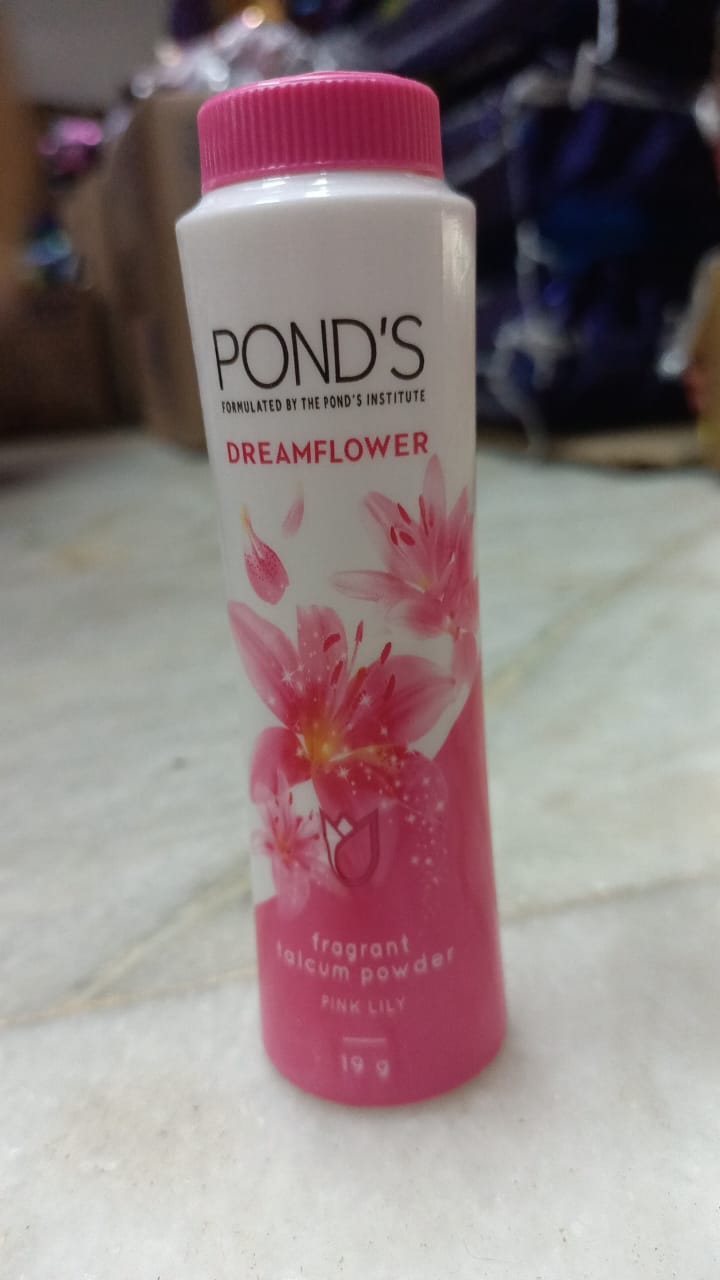 POND'S
FORMULATED BY THE POND'S INSTITUTE
DREAMFLOWER
fragrant
talcum powder
PINK LILY
19 g